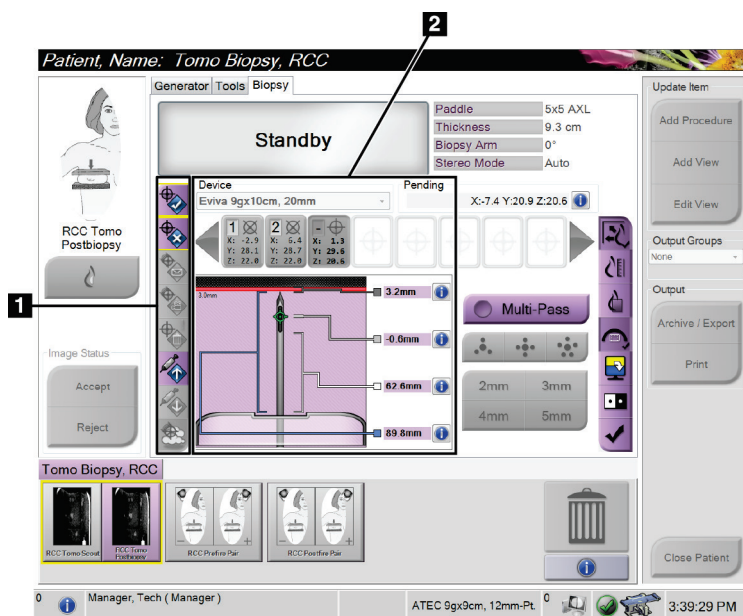 2
Patient, Name: Tomo Biopsy, RCC
1
Generator Tools Biopsy
Standby
Paddle 5x5 AXL
Thickness 9.3 cm
Biopsy Arm 0°
Stereo Mode Auto
Device Pending
Eviva 9gx10cm, 20mm
X:-7.4 Y:20.9 Z:20.6
1
X: -2.9
Y: 28.1
Z: 22.0
2
X: 6.4
Y: 28.7
Z: 22.0
-
X: 1.3
Y: 29.6
Z: 20.6
3.0mm
3.2mm
-0.6mm
62.6mm
89.8mm
Multi-Pass
2mm 3mm
4mm 5mm
RCC Tomo
Postbiopsy
Image Status
Accept
Reject
Update Item
Add Procedure
Add View
Edit View
Output Groups
None
Output
Archive / Export
Print
Close Patient
Tomo Biopsy, RCC
RCC Tomo Scout
RCC Tomo
Postbiopsy
RCC Prefire Pair
RCC Postfire Pair
0
Manager, Tech ( Manager )
ATEC 9gx9cm, 12mm-Pt.
0
3:39:29 PM